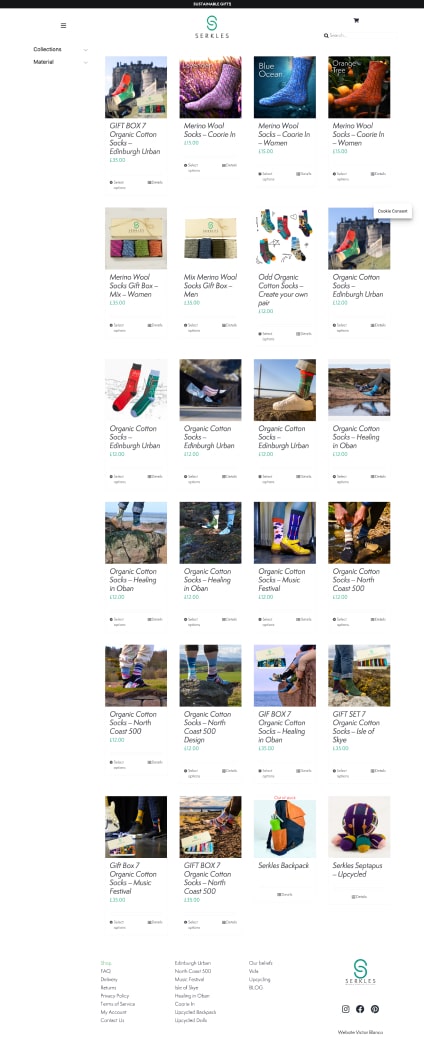 SUSTAINABLE GIFTS
SERKLES
Search...
Collections
Material
GIFT BOX 7
Organic Cotton
Socks –
Edinburgh Urban
£35.00
Select
options
Details
Merino Wool
Socks – Coorie In
£15.00
Select
options
Details
Blue
Ocean
Merino Wool
Socks – Coorie In
– Women
£15.00
Select
options
Details
Orange
Tree
Merino Wool
Socks – Coorie In
– Women
£15.00
Select
options
Details
Cookie Consent
SERKLES
Merino Wool
Socks Gift Box –
Mix – Women
£35.00
Select
options
Details
SERKLES
Mix Merino Wool
Socks Gift Box –
Men
£35.00
Select
options
Details
Odd Organic
Cotton Socks –
Create your own
pair
£12.00
Select
options
Details
Organic Cotton
Socks –
Edinburgh Urban
£12.00
Select
options
Details
Organic Cotton
Socks –
Edinburgh Urban
£12.00
Select
options
Details
Organic Cotton
Socks –
Edinburgh Urban
£12.00
Select
options
Details
Organic Cotton
Socks –
Edinburgh Urban
£12.00
Select
options
Details
Organic Cotton
Socks – Healing
in Oban
£12.00
Select
options
Details
Organic Cotton
Socks – Healing
in Oban
£12.00
Select
options
Details
Organic Cotton
Socks – Healing
in Oban
£12.00
Select
options
Details
Organic Cotton
Socks – Music
Festival
£12.00
Select
options
Details
Organic Cotton
Socks – North
Coast 500
£12.00
Select
options
Details
Organic Cotton
Socks – North
Coast 500
£12.00
Select
options
Details
Organic Cotton
Socks – North
Coast 500
Design
£12.00
Select
options
Details
GIF BOX 7
Organic Cotton
Socks – Healing
in Oban
£35.00
Select
options
Details
GIFT SET 7
Organic Cotton
Socks – Isle of
Skye
£35.00
Select
options
Details
Gift Box 7
Organic Cotton
Socks – Music
Festival
£35.00
Select
options
Details
GIFT BOX 7
Organic Cotton
Socks – North
Coast 500
£35.00
Select
options
Details
Out of stock
Serkles Backpack
Details
Serkles Septapus
– Upcycled
Details
Shop
FAQ
Delivery
Returns
Privacy Policy
Terms of Service
My Account
Contact Us
Edinburgh Urban
North Coast 500
Music Festival
Isle of Skye
Healing in Oban
Coorie In
Upcycled Backpack
Upcycled Dolls
Our beliefs
Vole
Upcycling
BLOG
SERKLES
Website Victor Blanco